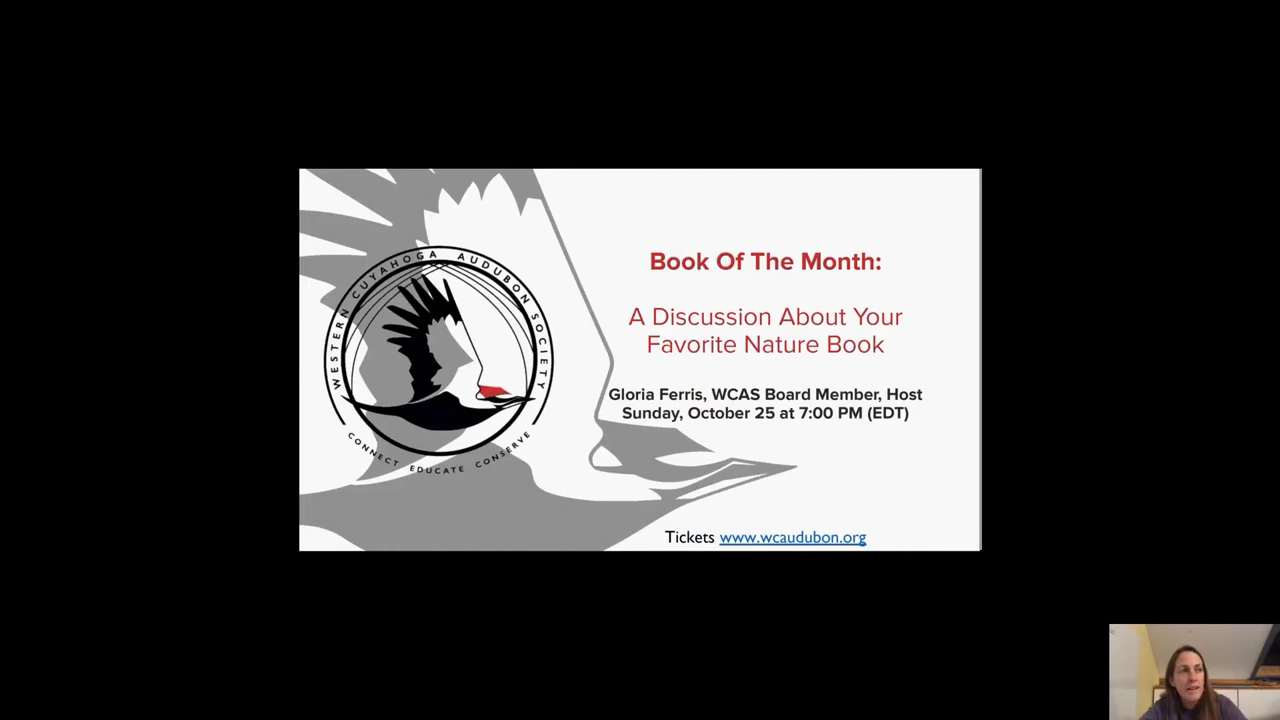 WESTERN CUYAHOGA AUDUBON SOCIETY
CONNECT EDUCATE CONSERVE
Book Of The Month:
A Discussion About Your
Favorite Nature Book
Gloria Ferris, WCAS Board Member, Host
Sunday, October 25 at 7:00 PM (EDT)
Tickets www.wcaudubon.org